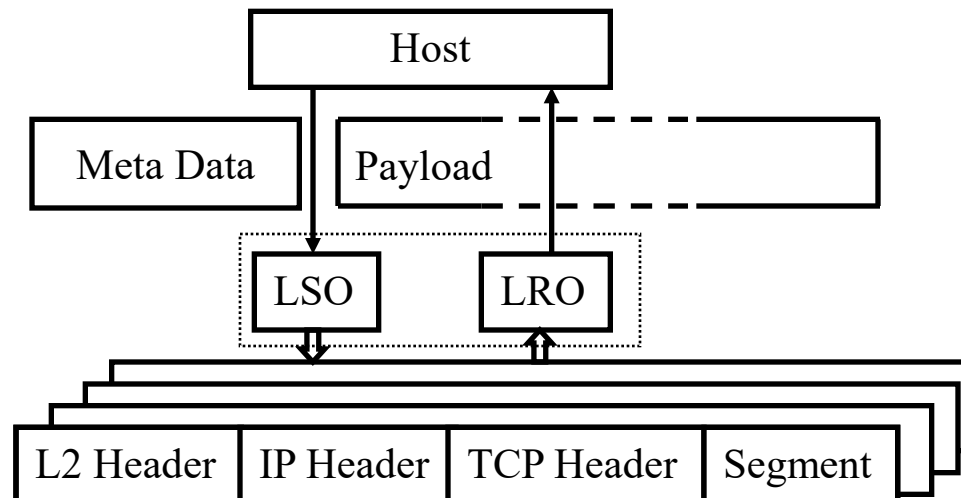 Host
Meta Data
Payload
LSO
LRO
L2 Header
IP Header
TCP Header
Segment